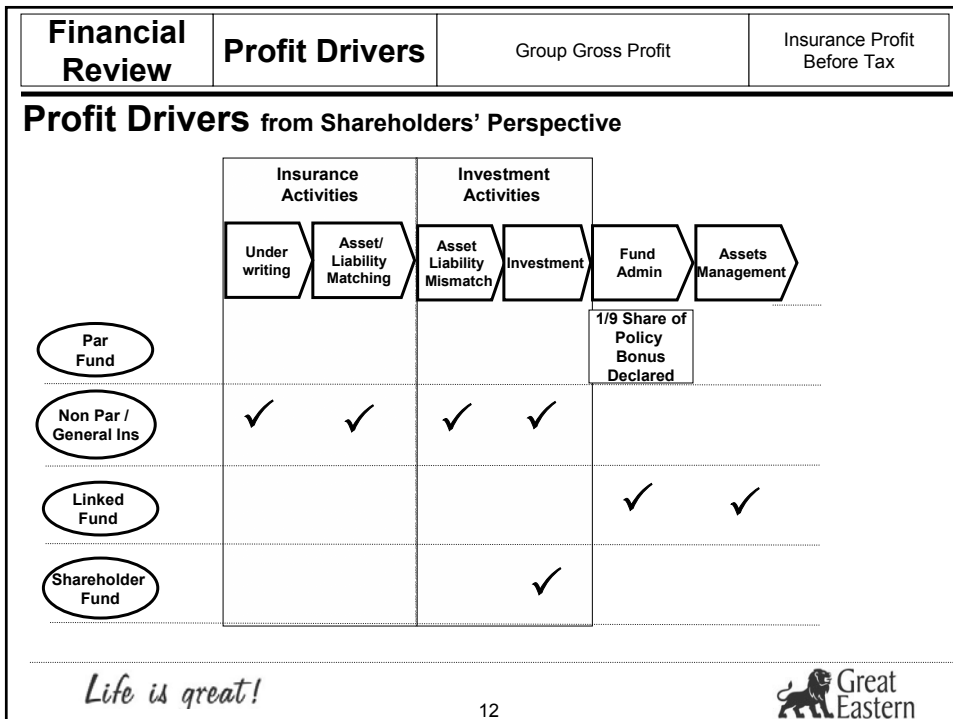 Financial
Review
Profit Drivers
Group Gross Profit
Insurance Profit
Before Tax
Profit Drivers from Shareholders’ Perspective
Insurance
Activities
Investment
Activities
Under
writing
Asset/
Liability
Matching
Asset
Liability
Mismatch
Investment
Fund
Admin
Assets
Management
Par
Fund
1/9 Share of
Policy
Bonus
Declared
Non Par /
General Ins
Linked
Fund
Shareholder
Fund
Life is great!
12
Great
Eastern